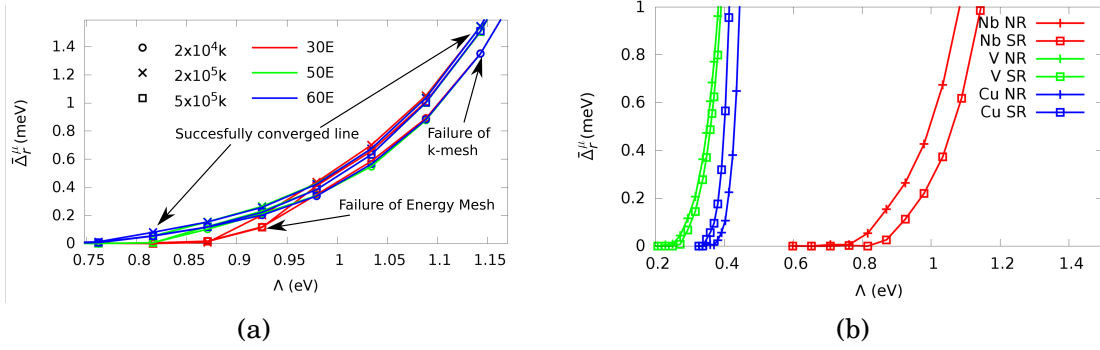 1.4
1.2
1
0.8
0.6
0.4
0.2
0
Δ̄ᵣ^μ (meV)
2x10⁴k
2x10⁵k
5x10⁵k
30E
50E
60E
Succesfully converged line
Failure of
k-mesh
Failure of Energy Mesh
0.75 0.8 0.85 0.9 0.95 1 1.05 1.1 1.15
Λ (eV)
(a)
1
0.8
0.6
0.4
0.2
0
Δ̄ᵣ^μ (meV)
Nb NR
Nb SR
V NR
V SR
Cu NR
Cu SR
0.2 0.4 0.6 0.8 1 1.2 1.4
Λ (eV)
(b)